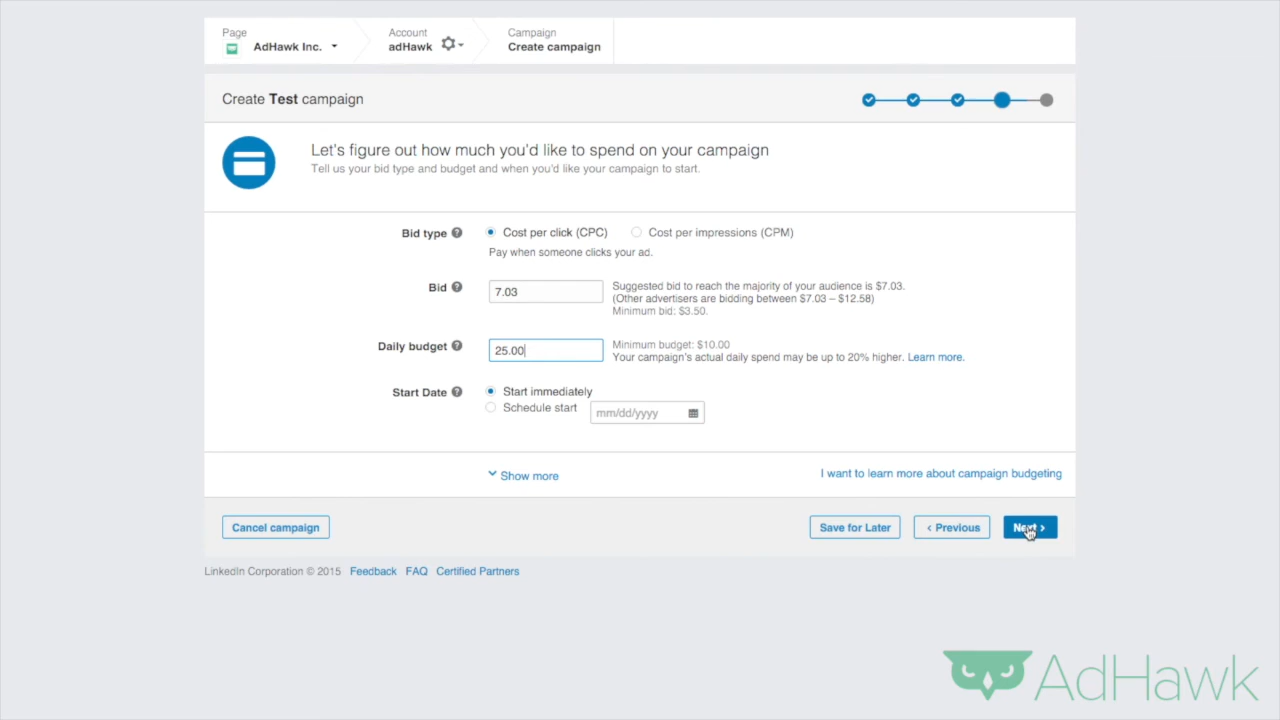 Page
AdHawk Inc.
Account
adHawk
Campaign
Create campaign
Create Test campaign
Let's figure out how much you'd like to spend on your campaign
Tell us your bid type and budget and when you'd like your campaign to start.
Bid type
Cost per click (CPC)
Cost per impressions (CPM)
Pay when someone clicks your ad.
Bid
7.03
Suggested bid to reach the majority of your audience is $7.03.
(Other advertisers are bidding between $7.03 – $12.58)
Minimum bid: $3.50.
Daily budget
25.00
Minimum budget: $10.00
Your campaign's actual daily spend may be up to 20% higher. Learn more.
Start Date
Start immediately
Schedule start
mm/dd/yyyy
Show more
I want to learn more about campaign budgeting
Cancel campaign
Save for Later
‹ Previous
Next ›
LinkedIn Corporation © 2015 Feedback FAQ Certified Partners
AdHawk